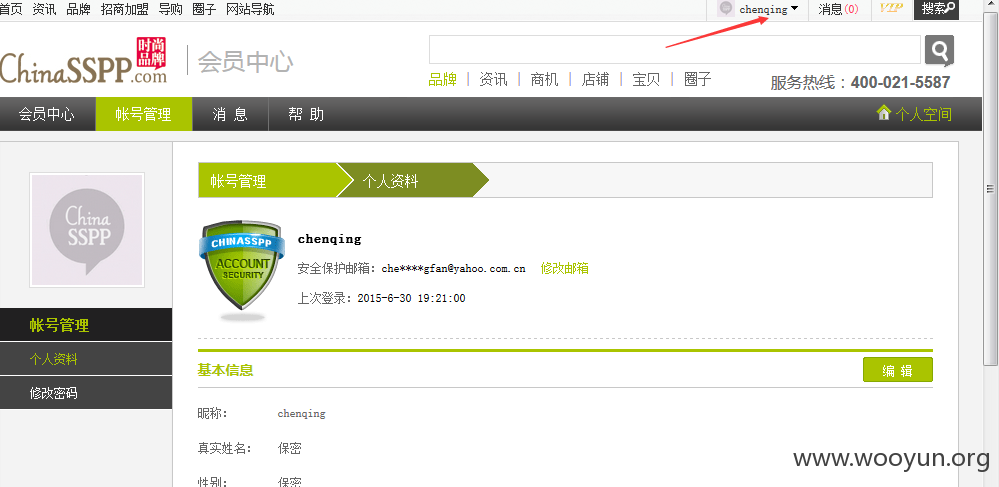 首页 资讯 品牌 招商加盟 导购 圈子 网站导航
chenqing 消息(0) VIP 搜索
时尚品牌
ChinaSSPP.com 会员中心
品牌 资讯 商机 店铺 宝贝 圈子 服务热线：400-021-5587
会员中心 帐号管理 消 息 帮 助 个人空间
帐号管理 个人资料
China
SSPP
CHINASSPP
ACCOUNT
SECURITY
chenqing
安全保护邮箱：che****gfan@yahoo.com.cn 修改邮箱
上次登录：2015-6-30 19:21:00
帐号管理
个人资料
修改密码
基本信息 编 辑
昵称： chenqing
真实姓名： 保密
性别： 保密
www.wooyun.org